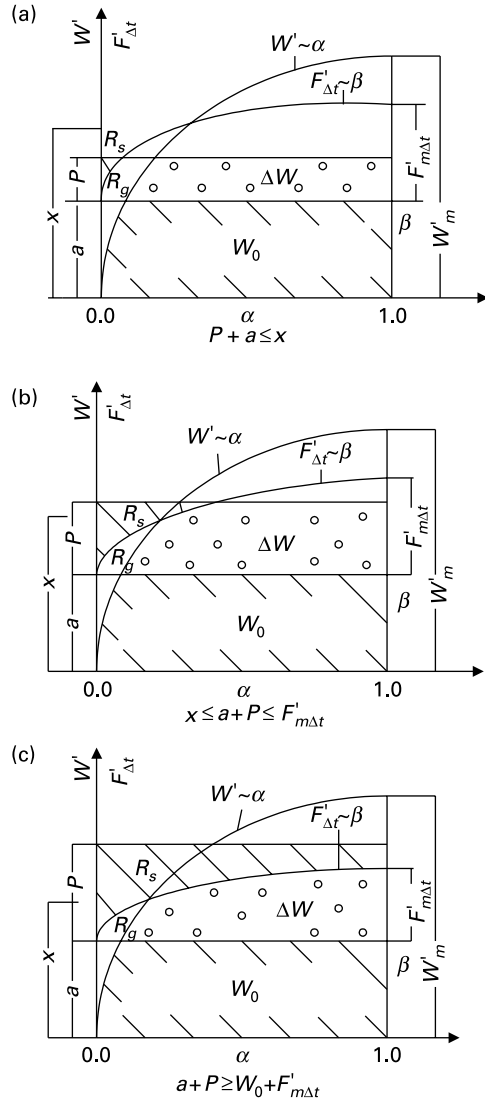 (a)
W'
F'Δt
W'~α
F'Δt~β
Rs
P
Rg
ΔW
F'mΔt
x
a
W0
β
W'm
0.0
α
1.0
P + a ≤ x
(b)
W'
F'Δt
W'~α
F'Δt~β
Rs
P
Rg
ΔW
F'mΔt
x
a
W0
β
W'm
0.0
α
1.0
x ≤ a + P ≤ F'mΔt
(c)
W'
F'Δt
W'~α
F'Δt~β
P
Rs
Rg
ΔW
F'mΔt
x
a
W0
β
W'm
0.0
α
1.0
a + P ≥ W0 + F'mΔt